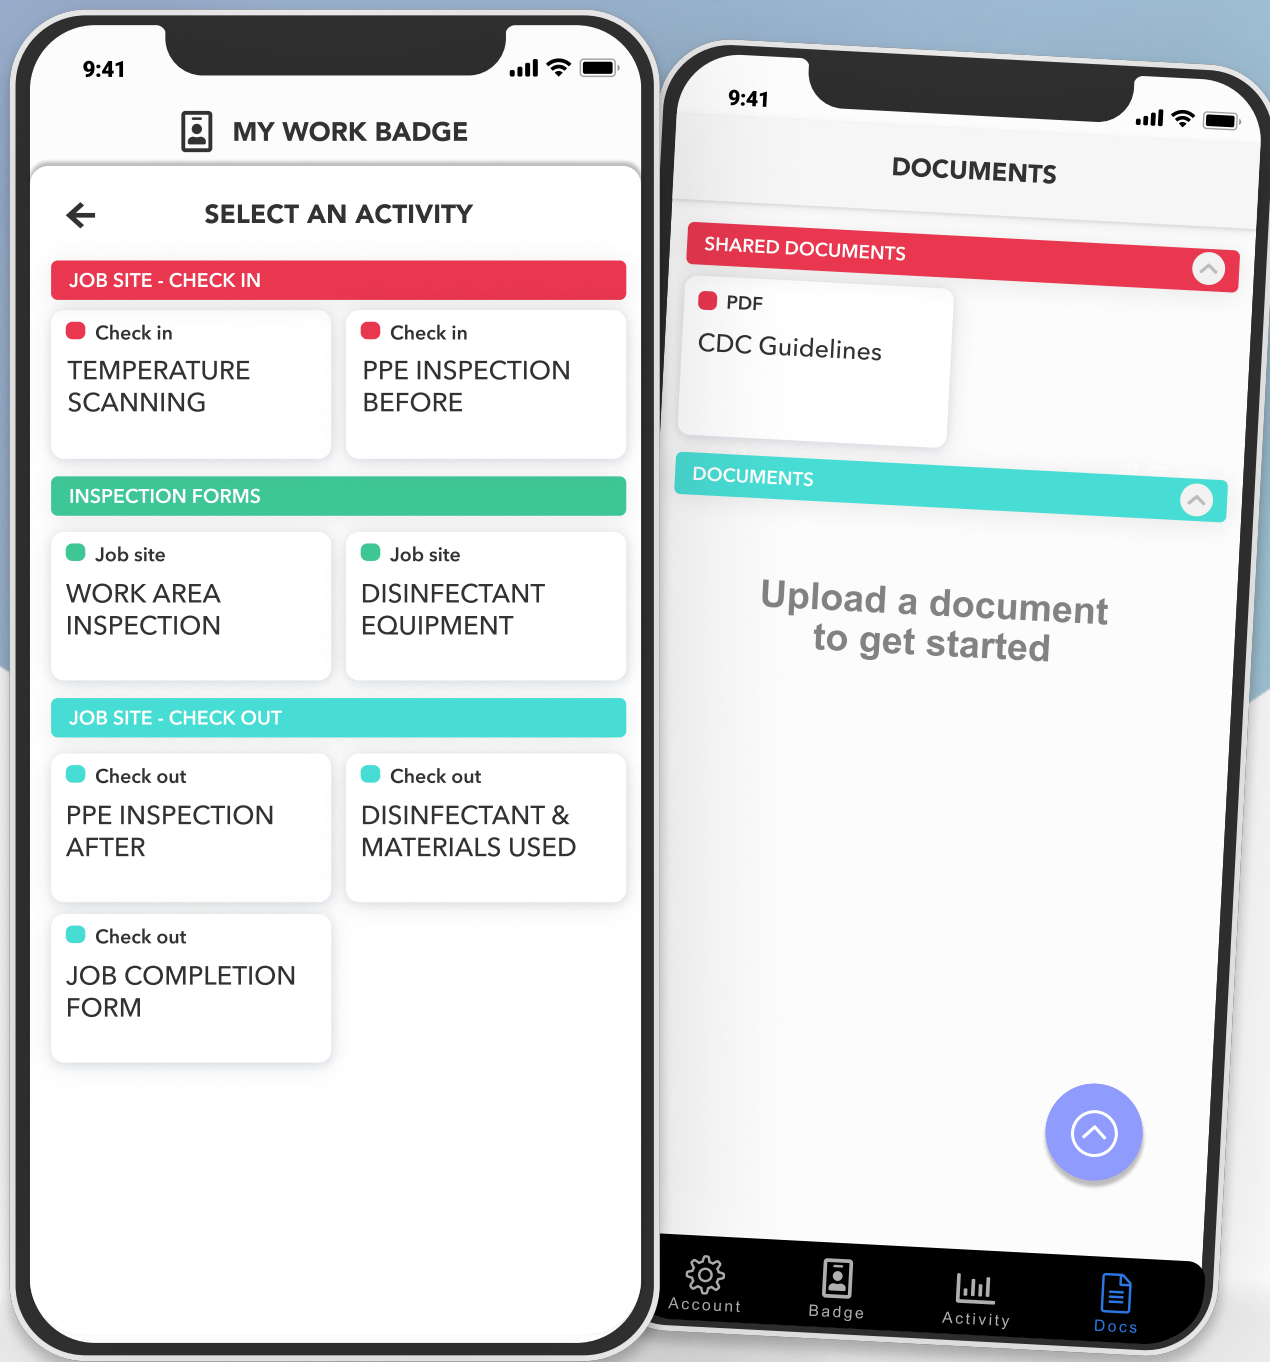 9:41
MY WORK BADGE
SELECT AN ACTIVITY
JOB SITE - CHECK IN
Check in
TEMPERATURE
SCANNING
Check in
PPE INSPECTION
BEFORE
INSPECTION FORMS
Job site
WORK AREA
INSPECTION
Job site
DISINFECTANT
EQUIPMENT
JOB SITE - CHECK OUT
Check out
PPE INSPECTION
AFTER
Check out
DISINFECTANT &
MATERIALS USED
Check out
JOB COMPLETION
FORM
9:41
DOCUMENTS
SHARED DOCUMENTS
PDF
CDC Guidelines
DOCUMENTS
Upload a document
to get started
Account
Badge
Activity
Docs